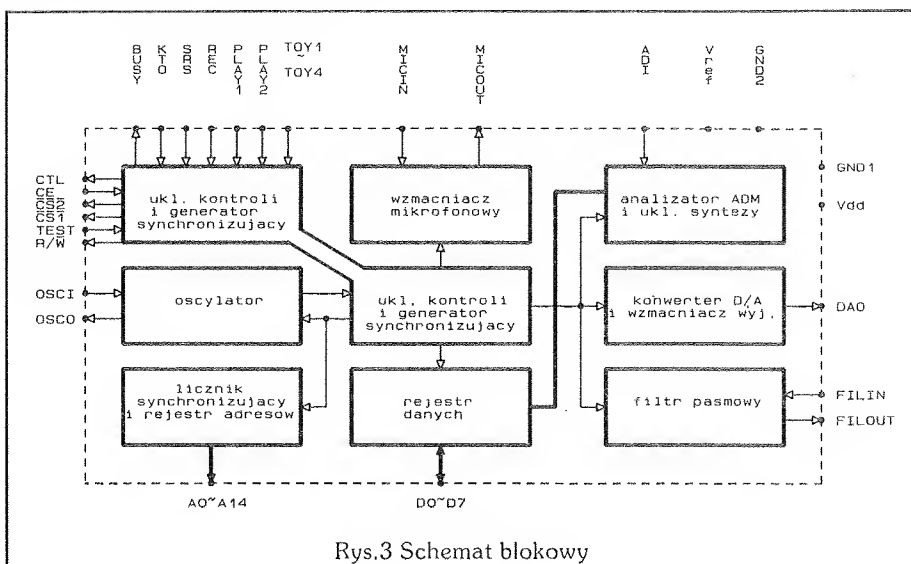 BUSY
KTO
SRS
REC
PLAY1
PLAY2
TOY1
~
TOY4
MICIN
MICOUT
ADI
Vref
GND2
CTL
CE
CS2
CS1
TEST
R/W
OSCI
OSCO
GND1
Vdd
DAO
FILIN
FILOUT
ukl. kontroli
i generator
synchronizujacy
wzmacniacz
mikrofonowy
analizator ADM
i ukl. syntezy
oscylator
ukl. kontroli
i generator
synchronizujacy
konwerter D/A
i wzmacniacz wyj.
licznik
synchronizujacy
i rejestr adresow
rejestr
danych
filtr pasmowy
A0~A14
D0~D7
Rys.3 Schemat blokowy